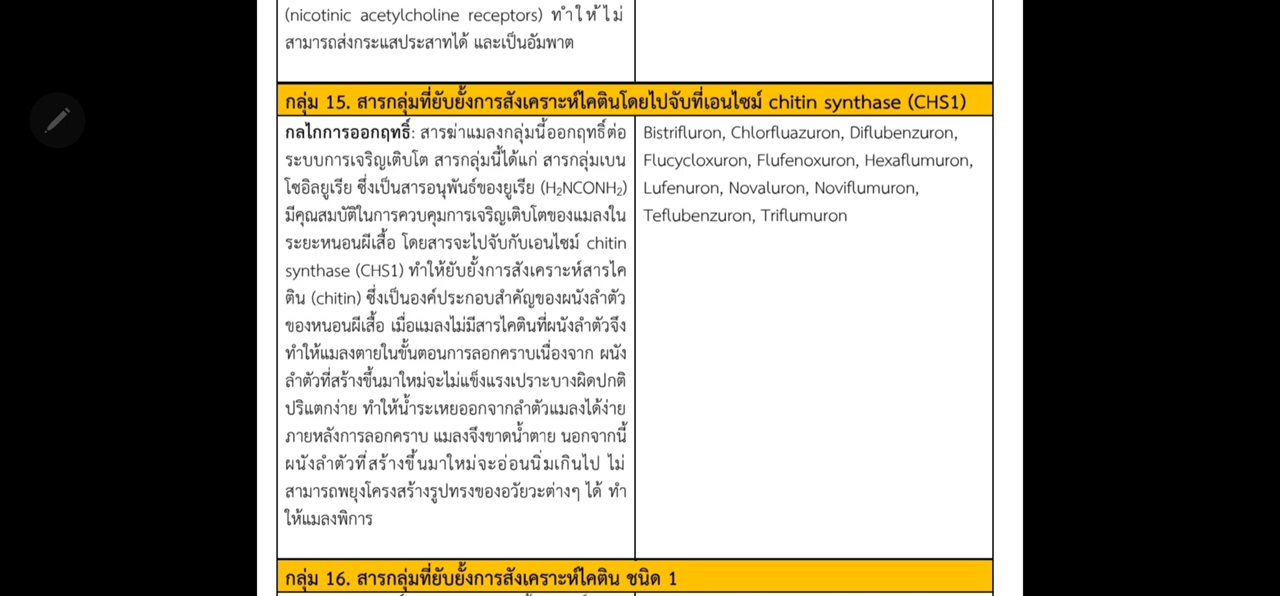 (nicotinic acetylcholine receptors) ทำให้ไม่
สามารถส่งกระแสประสาทได้ และเป็นอัมพาต
กลุ่ม 15. สารกลุ่มที่ยับยั้งการสังเคราะห์ไคตินโดยไปจับที่เอนไซม์ chitin synthase (CHS1)
กลไกการออกฤทธิ์: สารฆ่าแมลงกลุ่มนี้ออกฤทธิ์ต่อ
ระบบการเจริญเติบโต สารกลุ่มนี้ได้แก่ สารกลุ่มเบน
โซอิลยูเรีย ซึ่งเป็นสารอนุพันธ์ของยูเรีย (H₂NCONH₂)
มีคุณสมบัติในการควบคุมการเจริญเติบโตของแมลงใน
ระยะหนอนผีเสื้อ โดยสารจะไปจับกับเอนไซม์ chitin
synthase (CHS1) ทำให้ยับยั้งการสังเคราะห์สารไค
ติน (chitin) ซึ่งเป็นองค์ประกอบสำคัญของผนังลำตัว
ของหนอนผีเสื้อ เมื่อแมลงไม่มีสารไคตินที่ผนังลำตัวจึง
ทำให้แมลงตายในขั้นตอนการลอกคราบเนื่องจาก ผนัง
ลำตัวที่สร้างขึ้นมาใหม่จะไม่แข็งแรงเปราะบางผิดปกติ
ปริแตกง่าย ทำให้น้ำระเหยออกจากลำตัวแมลงได้ง่าย
ภายหลังการลอกคราบ แมลงจึงขาดน้ำตาย นอกจากนี้
ผนังลำตัวที่สร้างขึ้นมาใหม่จะอ่อนนิ่มเกินไป ไม่
สามารถพยุงโครงสร้างรูปทรงของอวัยวะต่างๆ ได้ ทำ
ให้แมลงพิการ
Bistrifluron, Chlorfluazuron, Diflubenzuron,
Flucycloxuron, Flufenoxuron, Hexaflumuron,
Lufenuron, Novaluron, Noviflumuron,
Teflubenzuron, Triflumuron
กลุ่ม 16. สารกลุ่มที่ยับยั้งการสังเคราะห์ไคติน ชนิด 1